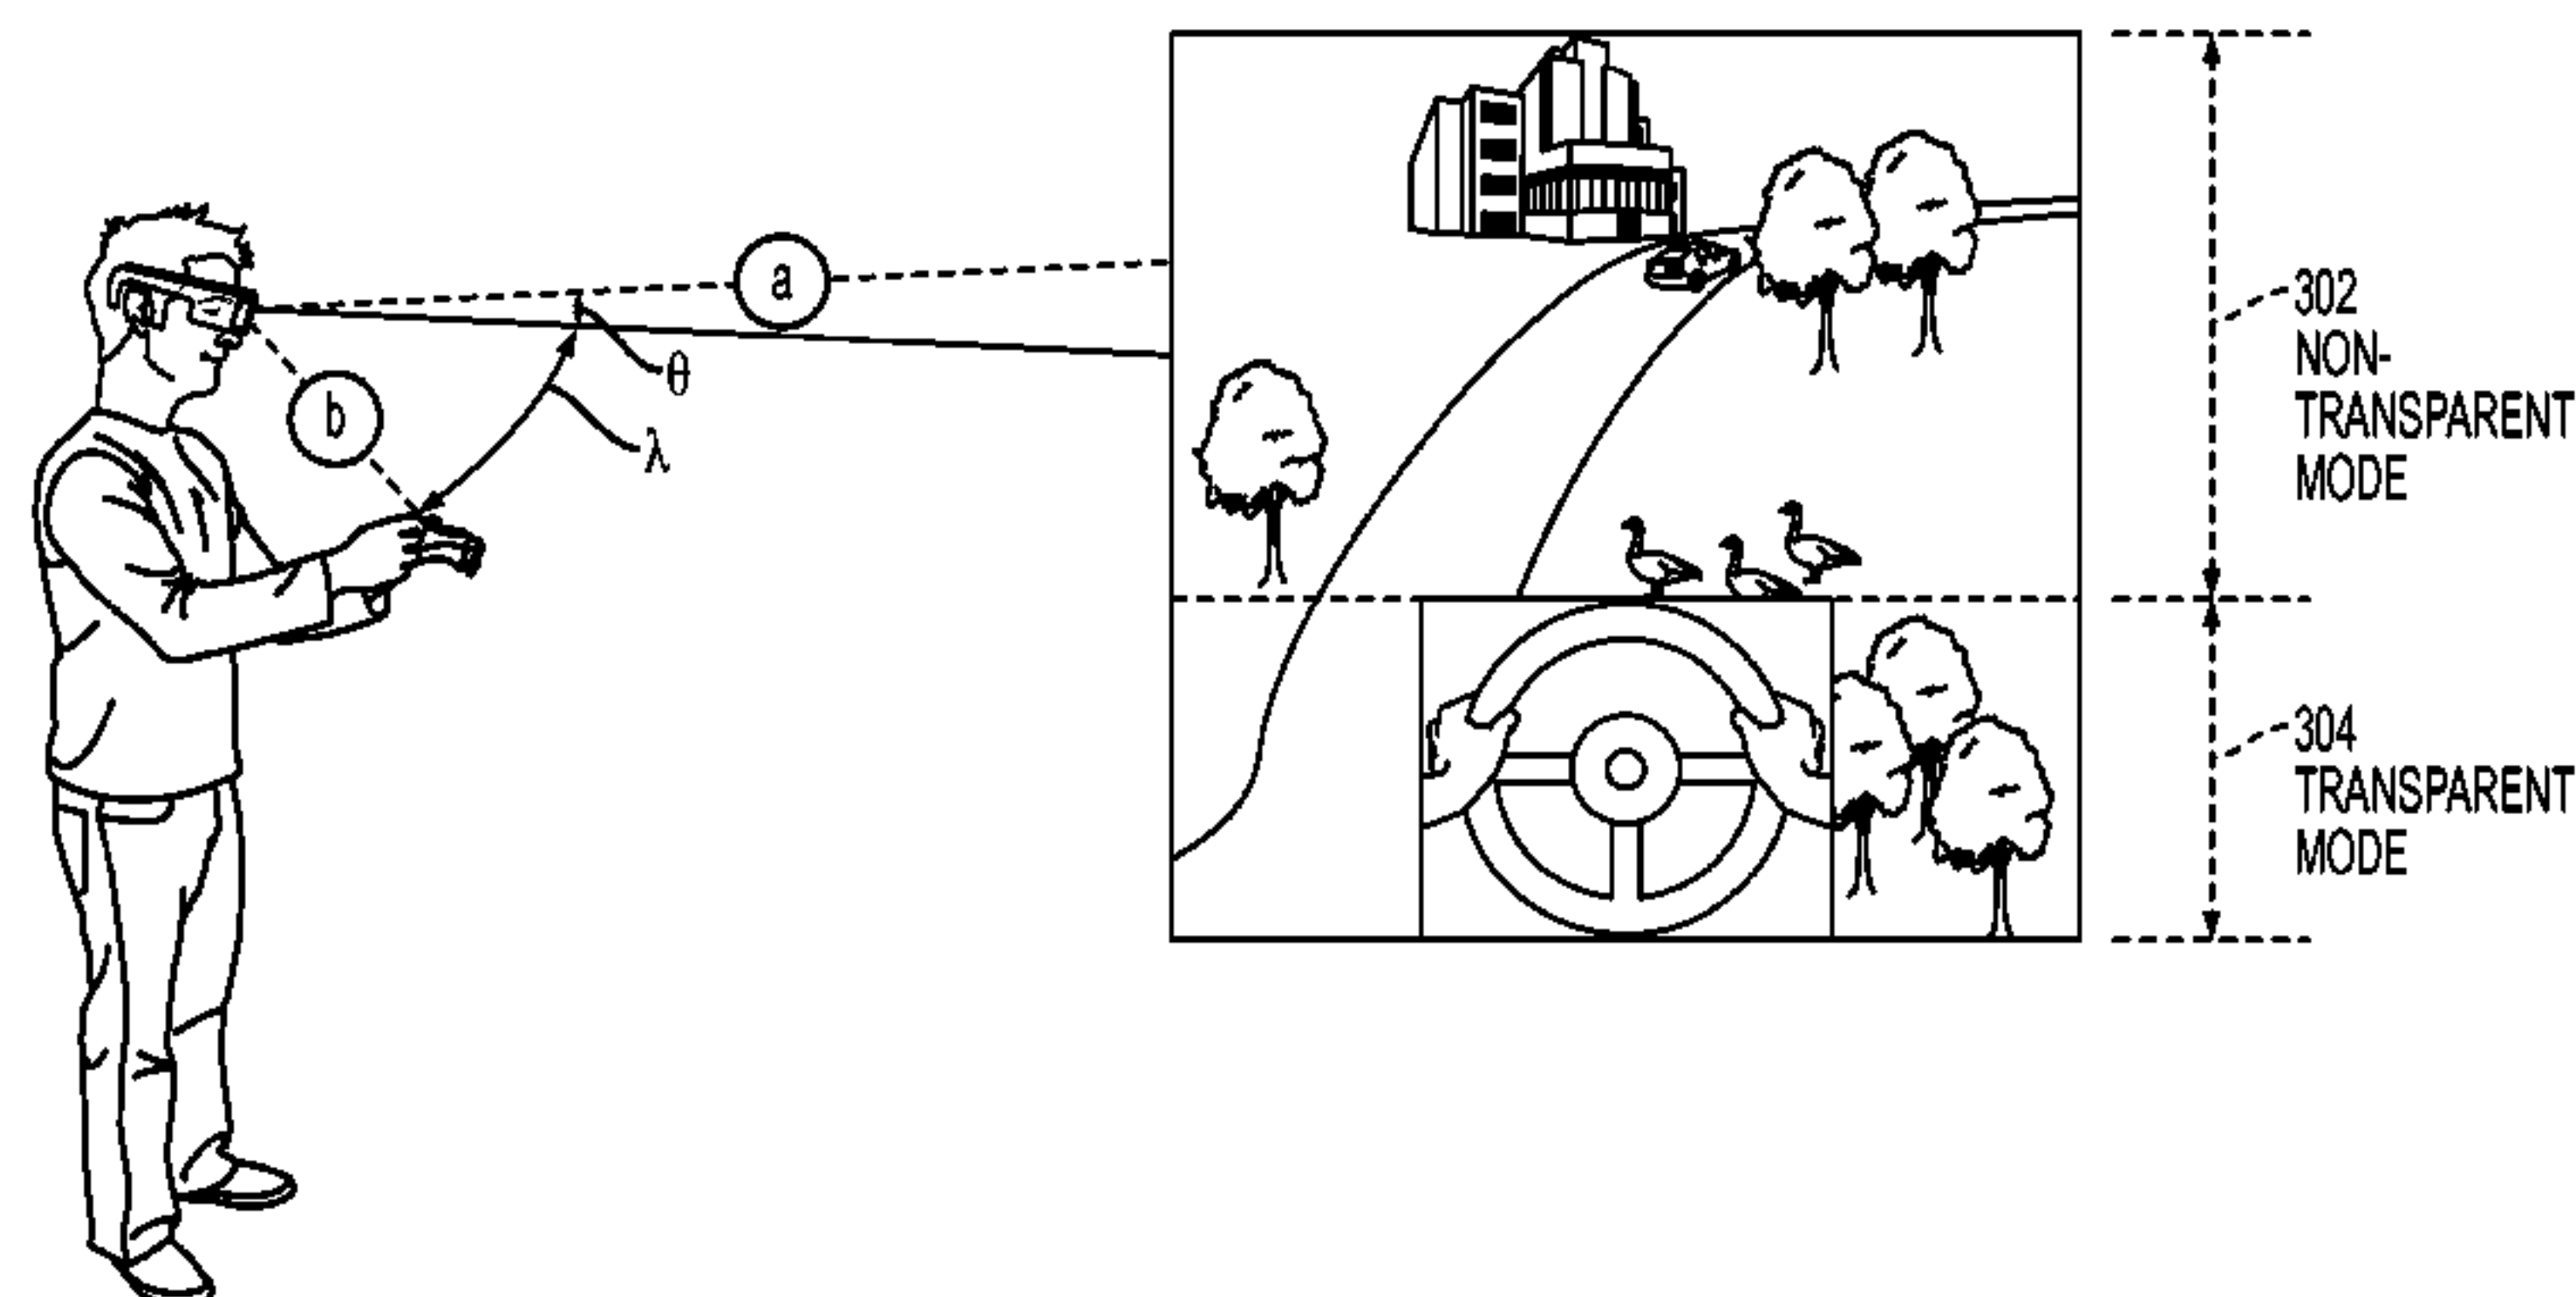 a
θ
b
λ
302
NON-
TRANSPARENT
MODE
304
TRANSPARENT
MODE